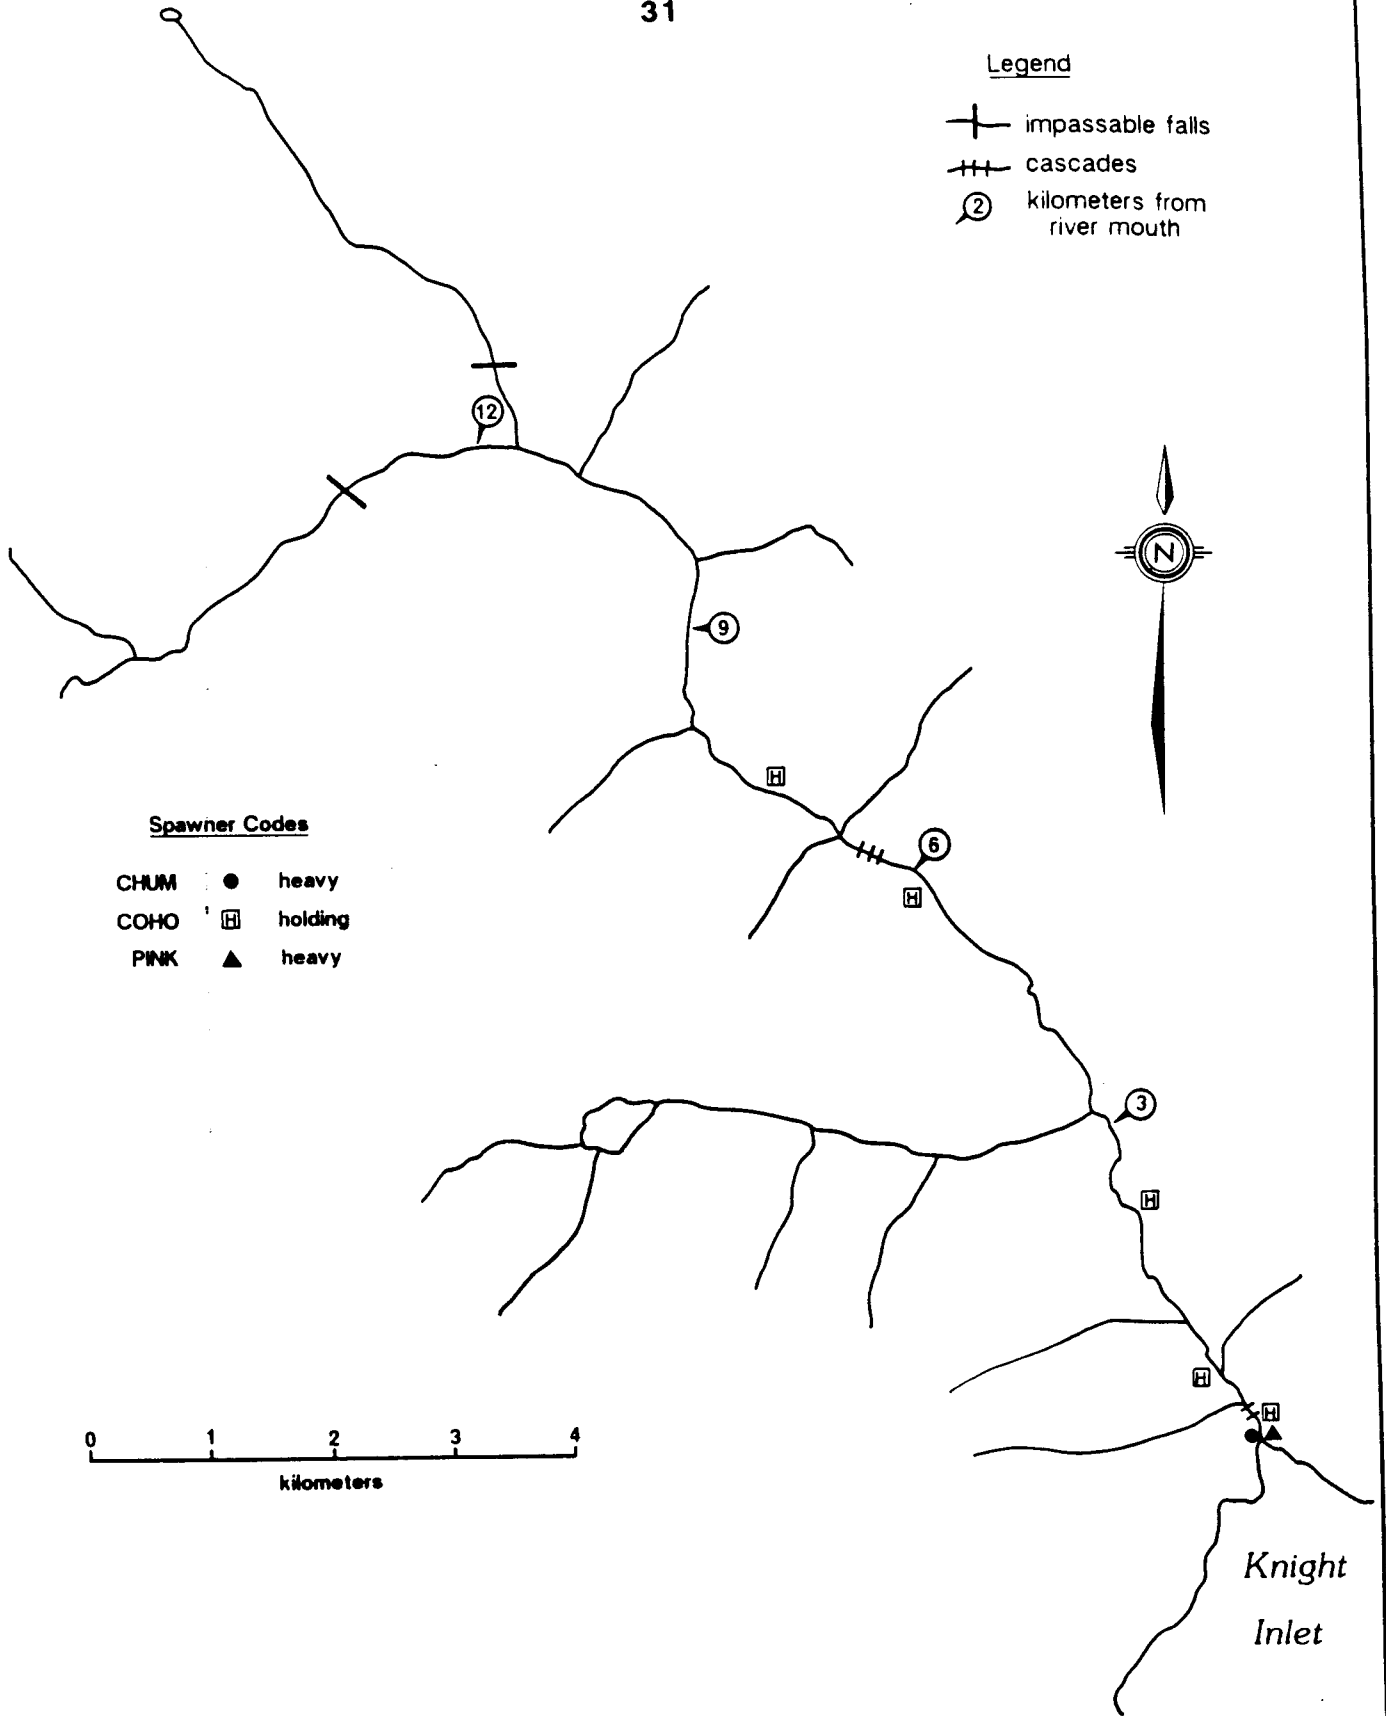 31
Legend
impassable falls
cascades
2
kilometers from
river mouth
12
N
9
H
6
H
Spawner Codes
CHUM heavy
COHO H holding
PINK heavy
3
H
H
H
0 1 2 3 4
kilometers
Knight
Inlet